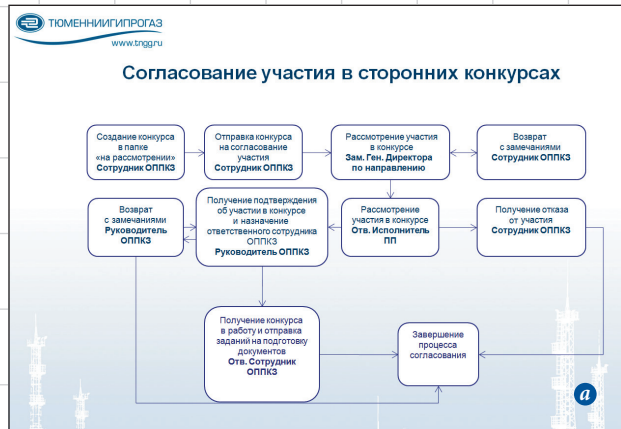 ТЮМЕННИИГИПРОГАЗ
www.tngg.ru
Согласование участия в сторонних конкурсах
Создание конкурса
в папке
«на рассмотрении»
Сотрудник ОППКЗ
Отправка конкурса
на согласование
участия
Сотрудник ОППКЗ
Рассмотрение участия
в конкурсе
Зам. Ген. Директора
по направлению
Возврат
с замечаниями
Сотрудник ОППКЗ
Возврат
с замечаниями
Руководитель
ОППКЗ
Получение подтверждения
об участии в конкурсе
и назначение
ответственного сотрудника
ОППКЗ
Руководитель ОППКЗ
Рассмотрение
участия в конкурсе
Отв. Исполнитель
ПП
Получение отказа
от участия
Сотрудник ОППКЗ
Получение конкурса
в работу и отправка
заданий на подготовку
документов
Отв. Сотрудник
ОППКЗ
Завершение
процесса
согласования
а